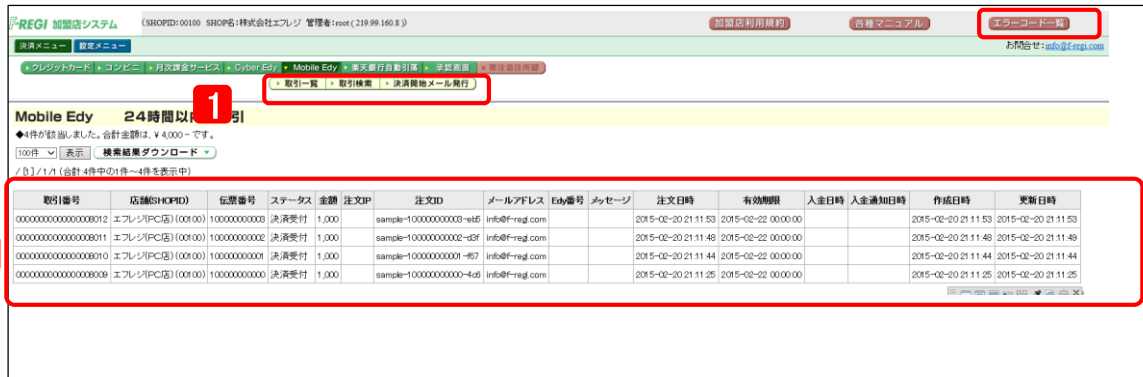 F-REGI 加盟店システム (SHOPID:00100 SHOP名:株式会社エフレジ 管理者:root ( 219.99.160.8 )) 加盟店利用規約 各種マニュアル エラーコード一覧
決済メニュー 設定メニュー お問合せ:info@f-regi.com
クレジットカード コンビニ 月次課金サービス Cyber Edy Mobile Edy 楽天銀行自動引落 承認画面 ×要注意住所録
取引一覧 取引検索 決済開始メール発行
1
Mobile Edy 24時間以内 引
◆4件が該当しました。合計金額は、¥ 4,000 - です。
100件 表示 検索結果ダウンロード
/ [1] / 1 /1 (合計:4件中の1件～4件を表示中)
取引番号 店舗(SHOPID) 伝票番号 ステータス 金額 注文IP 注文ID メールアドレス Edy番号 メッセージ 注文日時 有効期限 入金日時 入金通知日時 作成日時 更新日時
0000000000000008012 エフレジ(PC店) (00100) 10000000003 決済受付 1,000 sample-10000000003-eb5 info@f-regi.com 2015-02-20 21:11:53 2015-02-22 00:00:00 2015-02-20 21:11:53 2015-02-20 21:11:53
0000000000000008011 エフレジ(PC店) (00100) 10000000002 決済受付 1,000 sample-10000000002-d3f info@f-regi.com 2015-02-20 21:11:48 2015-02-22 00:00:00 2015-02-20 21:11:48 2015-02-20 21:11:49
0000000000000008010 エフレジ(PC店) (00100) 10000000001 決済受付 1,000 sample-10000000001-f67 info@f-regi.com 2015-02-20 21:11:44 2015-02-22 00:00:00 2015-02-20 21:11:44 2015-02-20 21:11:44
0000000000000008009 エフレジ(PC店) (00100) 10000000000 決済受付 1,000 sample-10000000000-4c6 info@f-regi.com 2015-02-20 21:11:25 2015-02-22 00:00:00 2015-02-20 21:11:25 2015-02-20 21:11:25